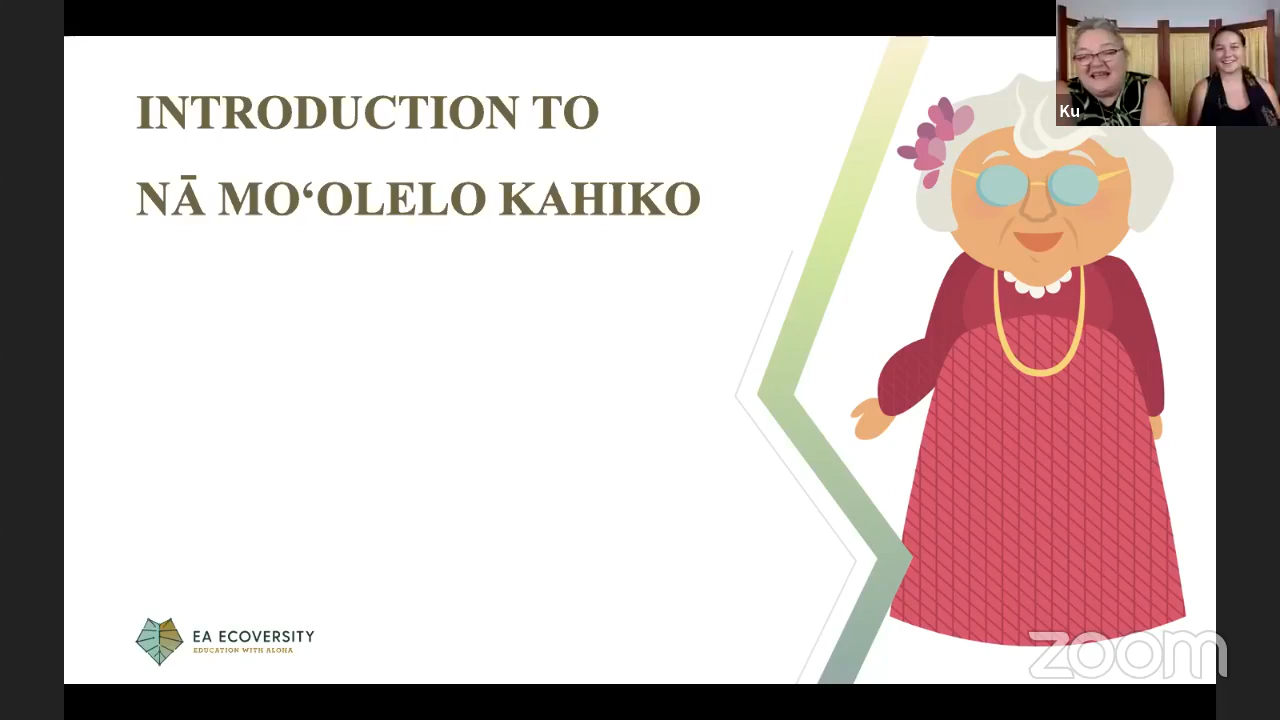 Ku
INTRODUCTION TO
NĀ MOʻOLELO KAHIKO
EA ECOVERSITY
EDUCATION WITH ALOHA
zoom